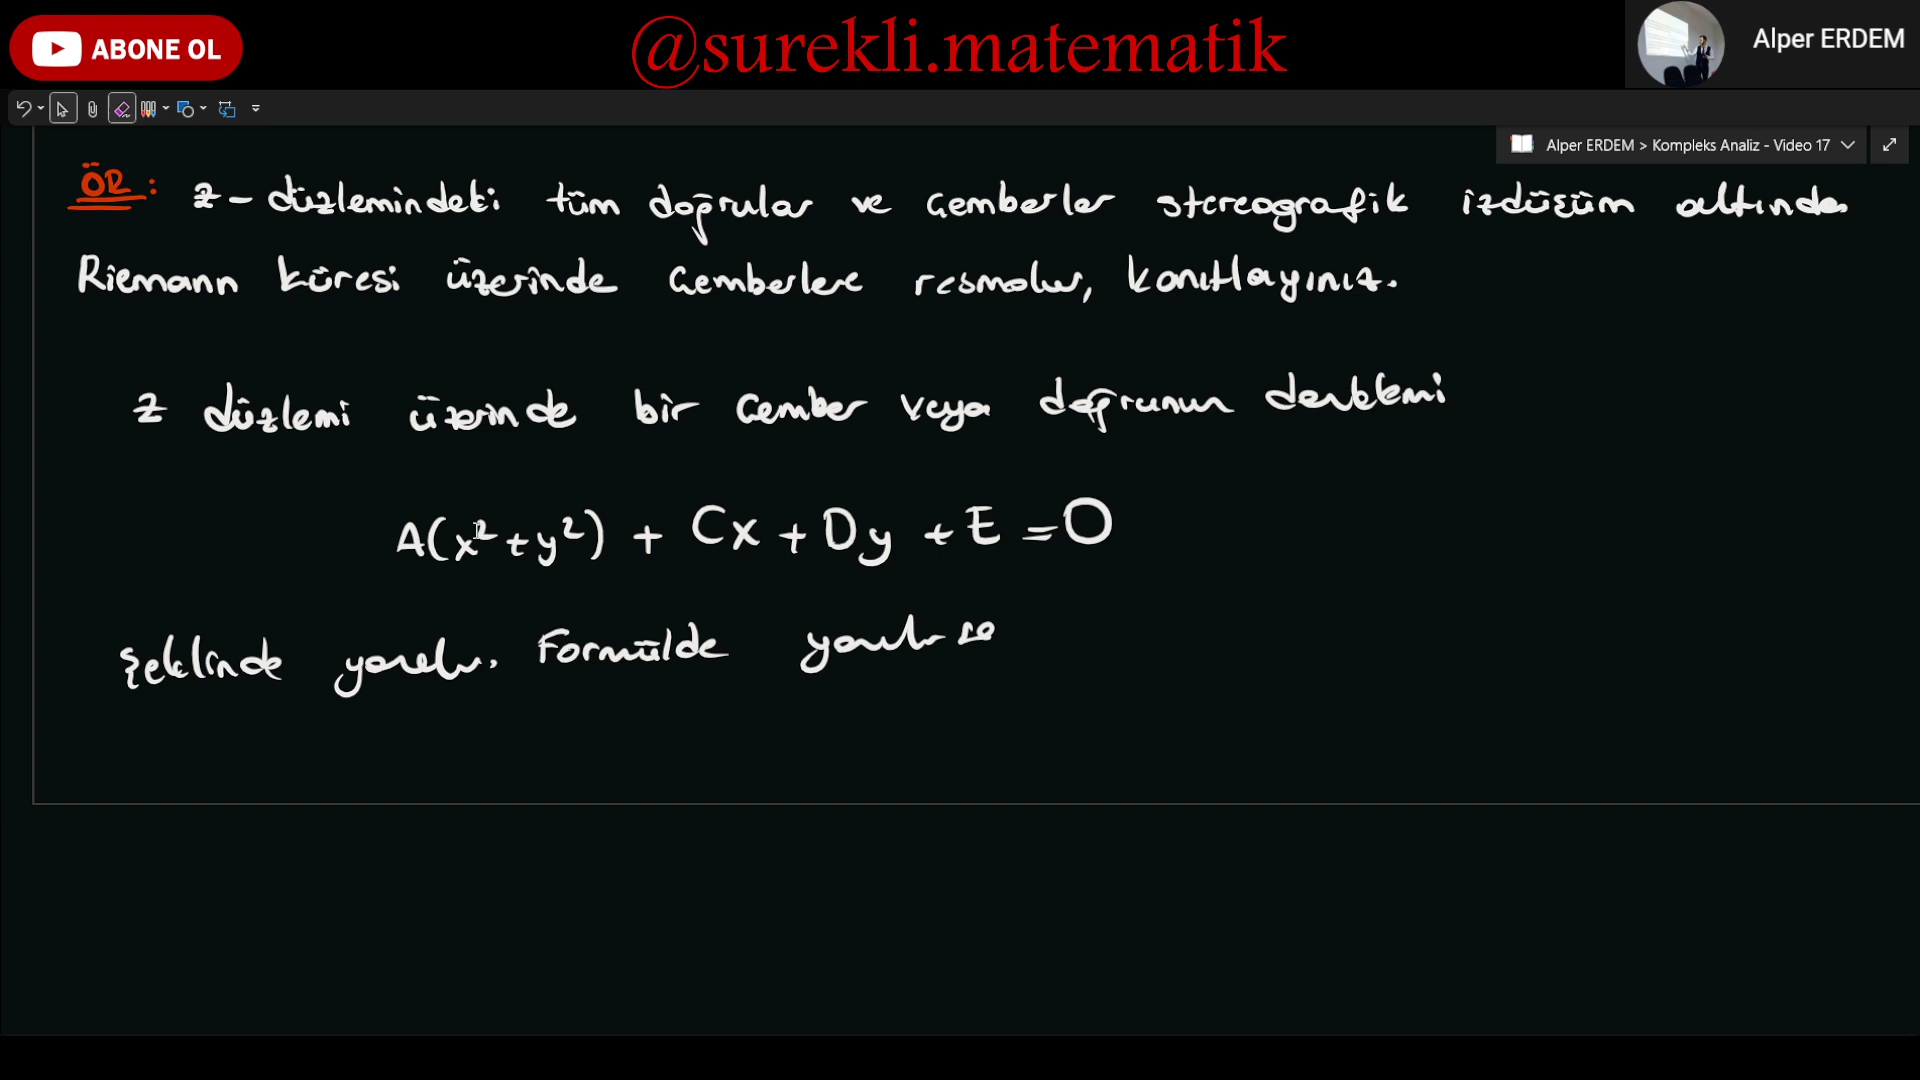 ABONE OL
@surekli.matematik
Alper ERDEM
Alper ERDEM > Kompleks Analiz - Video 17
ÖR: z-düzlemindeki tüm doğrular ve çemberler stereografik izdüşüm altında
Riemann küresi üzerinde çemberlere resmolur, kanıtlayınız.
z düzlemi üzerinde bir çember veya doğrunun denklemi
A(x²+y²) + Cx + Dy + E = 0
şeklinde yazılır. Formülde yazılırsa